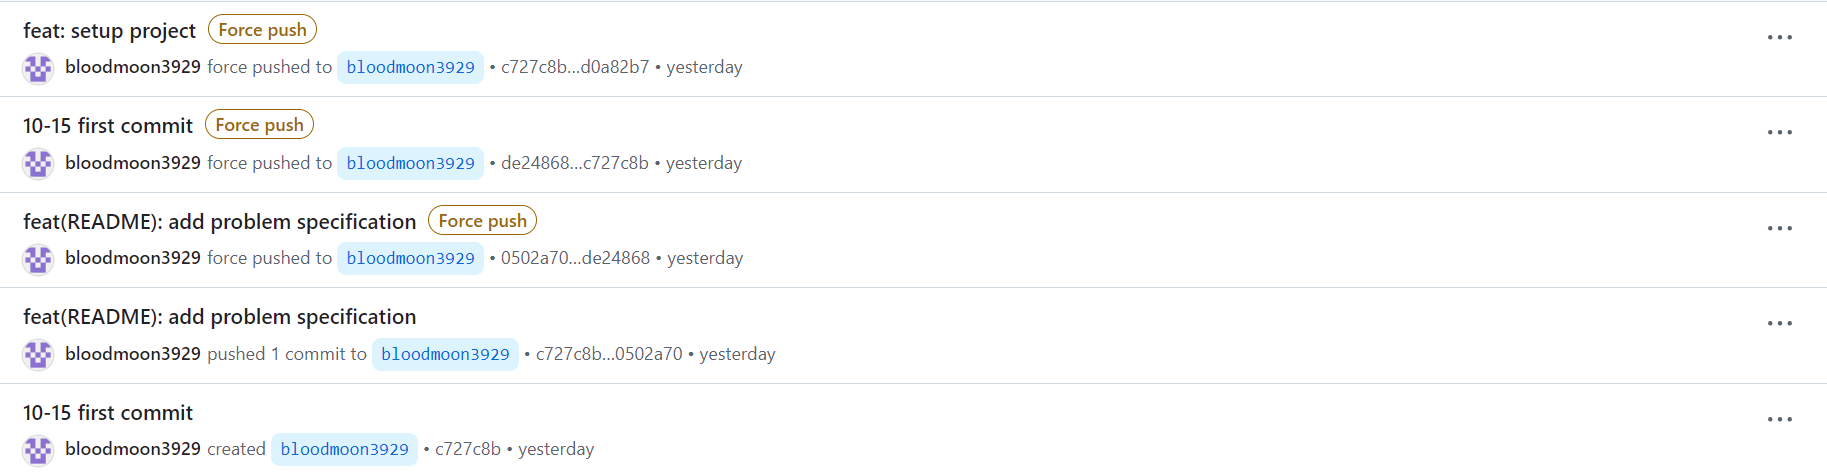 feat: setup project Force push
bloodmoon3929 force pushed to bloodmoon3929 • c727c8b...d0a82b7 • yesterday
10-15 first commit Force push
bloodmoon3929 force pushed to bloodmoon3929 • de24868...c727c8b • yesterday
feat(README): add problem specification Force push
bloodmoon3929 force pushed to bloodmoon3929 • 0502a70...de24868 • yesterday
feat(README): add problem specification
bloodmoon3929 pushed 1 commit to bloodmoon3929 • c727c8b...0502a70 • yesterday
10-15 first commit
bloodmoon3929 created bloodmoon3929 • c727c8b • yesterday